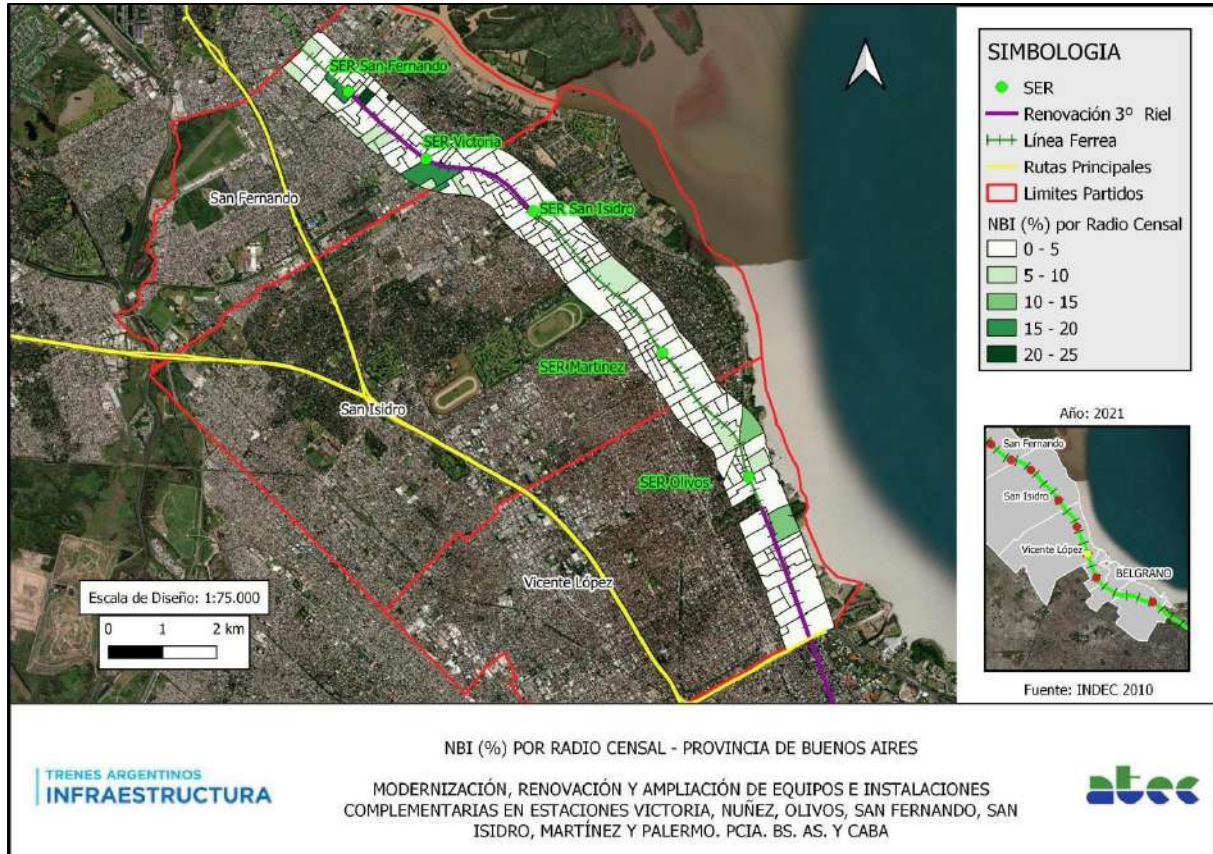 SER San Fernando
SER Victoria
San Fernando
SER San Isidro
SER Martinez
San Isidro
SER Olivos
Vicente López
Escala de Diseño: 1:75.000
0 1 2 km
SIMBOLOGIA
SER
Renovación 3º Riel
Línea Ferrea
Rutas Principales
Limites Partidos
NBI (%) por Radio Censal
0 - 5
5 - 10
10 - 15
15 - 20
20 - 25
Año: 2021
San Fernando
San Isidro
Vicente López
BELGRANO
Fuente: INDEC 2010
TRENES ARGENTINOS
INFRAESTRUCTURA
NBI (%) POR RADIO CENSAL - PROVINCIA DE BUENOS AIRES
MODERNIZACIÓN, RENOVACIÓN Y AMPLIACIÓN DE EQUIPOS E INSTALACIONES
COMPLEMENTARIAS EN ESTACIONES VICTORIA, NUÑEZ, OLIVOS, SAN FERNANDO, SAN
ISIDRO, MARTÍNEZ Y PALERMO. PCIA. BS. AS. Y CABA
atec